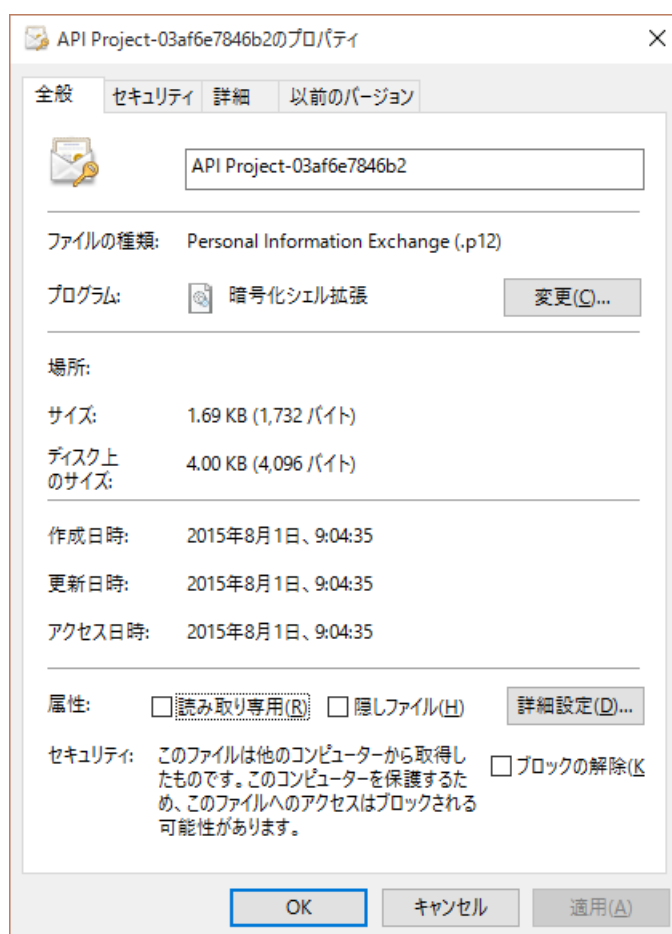 API Project-03af6e7846b2のプロパティ
全般 セキュリティ 詳細 以前のバージョン
API Project-03af6e7846b2
ファイルの種類: Personal Information Exchange (.p12)
プログラム: 暗号化シェル拡張 変更(C)...
場所:
サイズ: 1.69 KB (1,732 バイト)
ディスク上
のサイズ: 4.00 KB (4,096 バイト)
作成日時: 2015年8月1日、9:04:35
更新日時: 2015年8月1日、9:04:35
アクセス日時: 2015年8月1日、9:04:35
属性: 読み取り専用(R) 隠しファイル(H) 詳細設定(D)...
セキュリティ: このファイルは他のコンピューターから取得し
たものです。このコンピューターを保護するため、このファイルへのアクセスはブロックされる
可能性があります。
ブロックの解除(K
OK キャンセル 適用(A)